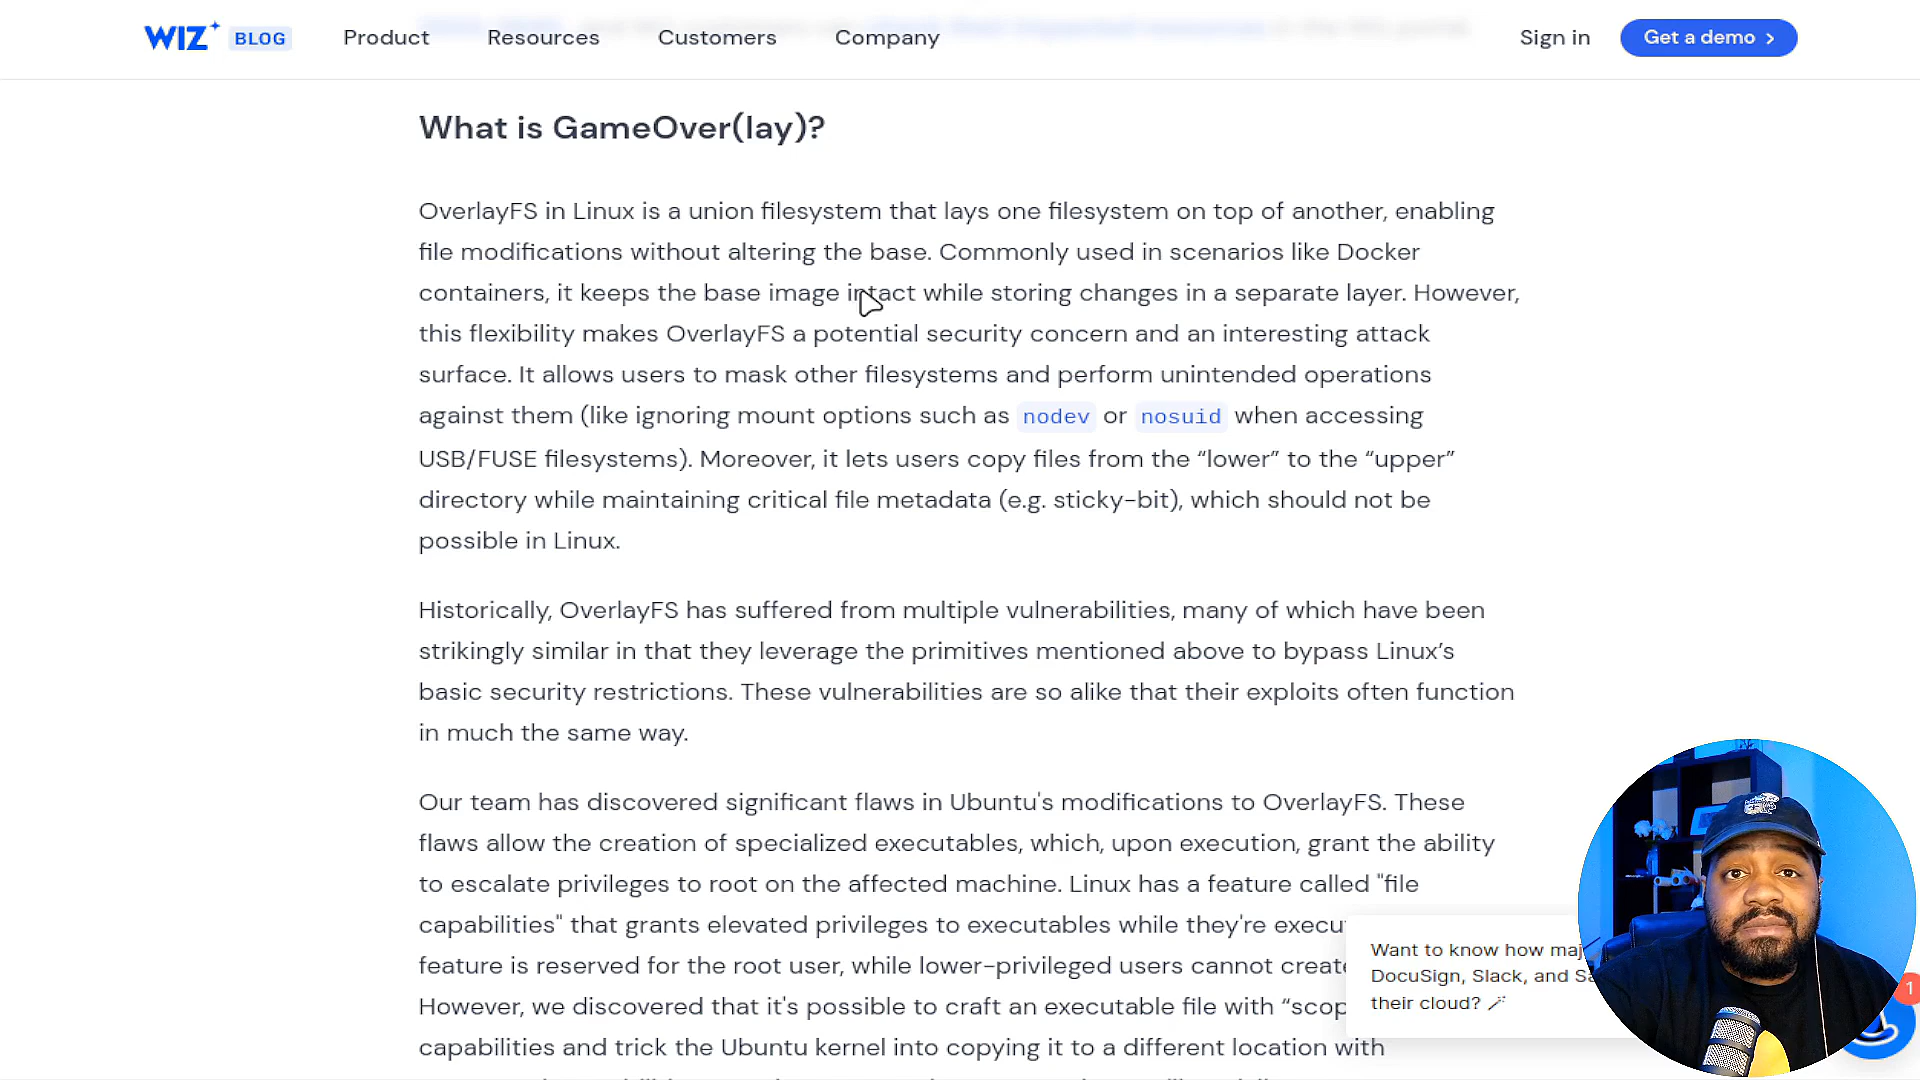 WIZ BLOG Product Resources Customers Company Sign in Get a demo
What is GameOver(lay)?
OverlayFS in Linux is a union filesystem that lays one filesystem on top of another, enabling
file modifications without altering the base. Commonly used in scenarios like Docker
containers, it keeps the base image intact while storing changes in a separate layer. However,
this flexibility makes OverlayFS a potential security concern and an interesting attack
surface. It allows users to mask other filesystems and perform unintended operations
against them (like ignoring mount options such as nodev or nosuid when accessing
USB/FUSE filesystems). Moreover, it lets users copy files from the “lower” to the “upper”
directory while maintaining critical file metadata (e.g. sticky-bit), which should not be
possible in Linux.
Historically, OverlayFS has suffered from multiple vulnerabilities, many of which have been
strikingly similar in that they leverage the primitives mentioned above to bypass Linux’s
basic security restrictions. These vulnerabilities are so alike that their exploits often function
in much the same way.
Our team has discovered significant flaws in Ubuntu's modifications to OverlayFS. These
flaws allow the creation of specialized executables, which, upon execution, grant the ability
to escalate privileges to root on the affected machine. Linux has a feature called "file
capabilities" that grants elevated privileges to executables while they're execu
feature is reserved for the root user, while lower-privileged users cannot create
However, we discovered that it's possible to craft an executable file with “scop
capabilities and trick the Ubuntu kernel into copying it to a different location with
Want to know how maj
DocuSign, Slack, and Sa
their cloud?
1